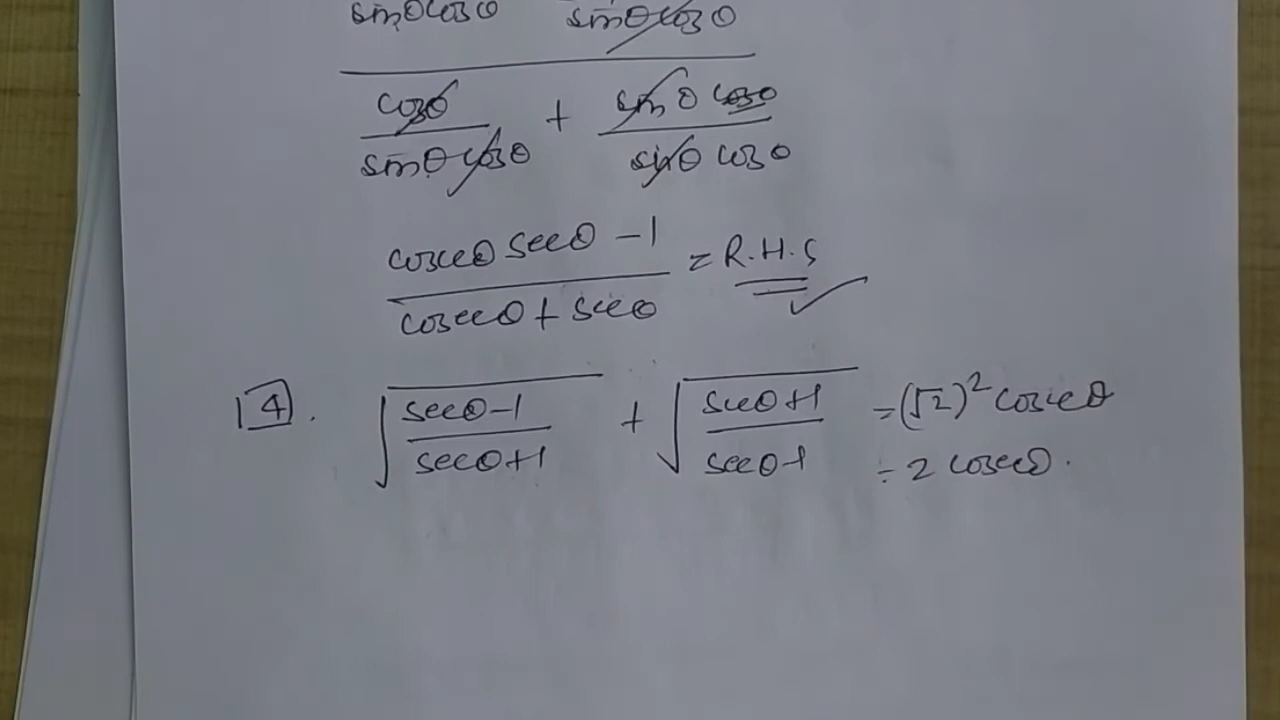 sinθcosθ sinθcosθ
cosθ/sinθcosθ + sinθcosθ/sinθcosθ
(cosecθ secθ - 1)/(cosecθ + secθ) = R.H.S
4. √((secθ-1)/(secθ+1)) + √((secθ+1)/(secθ-1)) = (√2)² cosecθ
= 2 cosecθ.